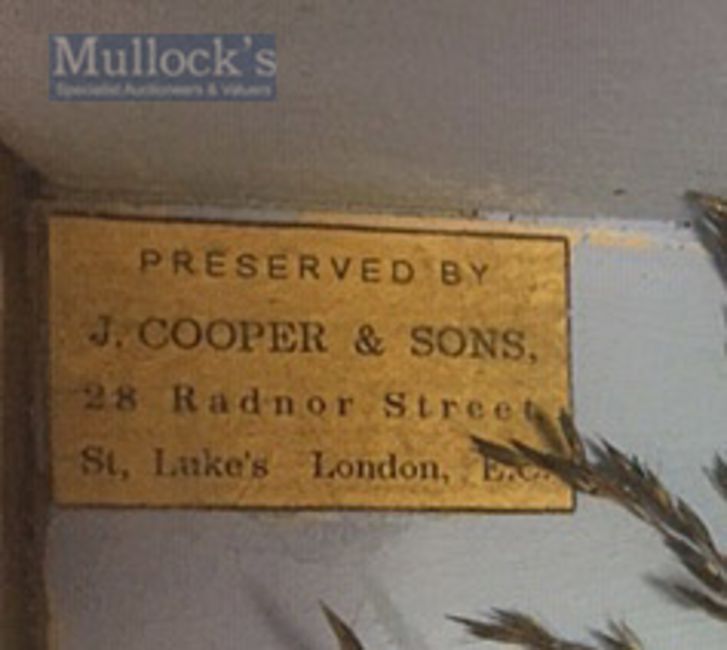 Mullock's
Specialist Auctioneers & Valuers
PRESERVED BY
J. COOPER & SONS,
28 Radnor Street
St, Luke's London, E.C.